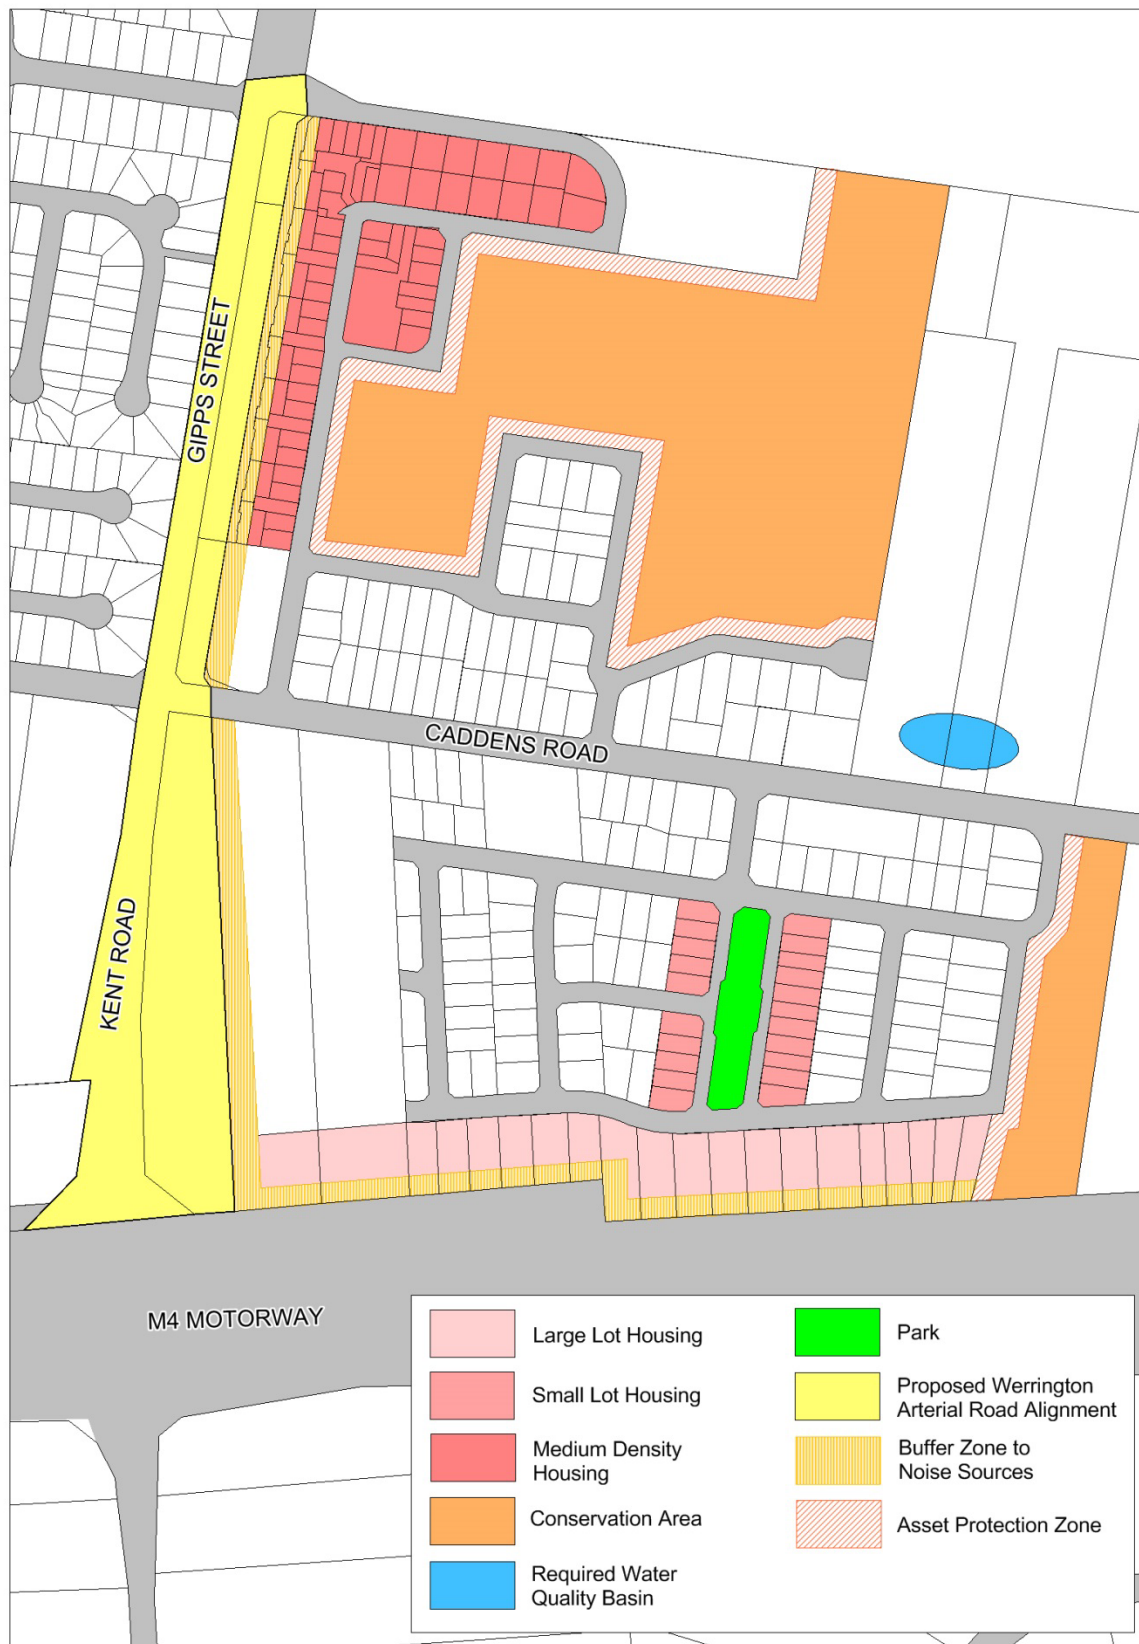 GIPPS STREET
CADDENS ROAD
KENT ROAD
M4 MOTORWAY
Large Lot Housing
Small Lot Housing
Medium Density
Housing
Conservation Area
Required Water
Quality Basin
Park
Proposed Werrington
Arterial Road Alignment
Buffer Zone to
Noise Sources
Asset Protection Zone